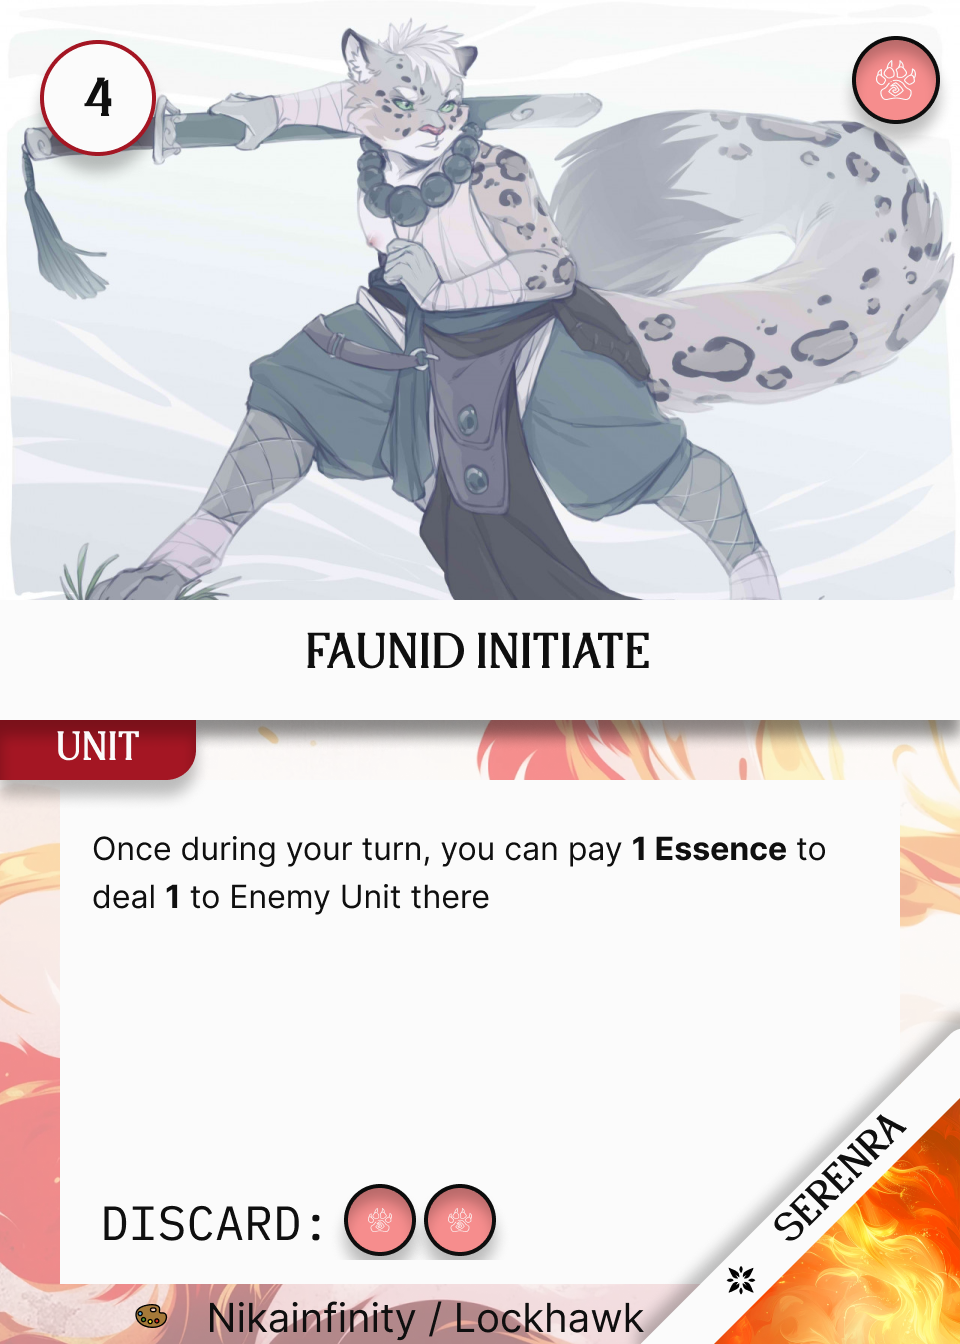 4
FAUNID INITIATE
UNIT
Once during your turn, you can pay 1 Essence to
deal 1 to Enemy Unit there
DISCARD:
SERENRA
Nikainfinity / Lockhawk